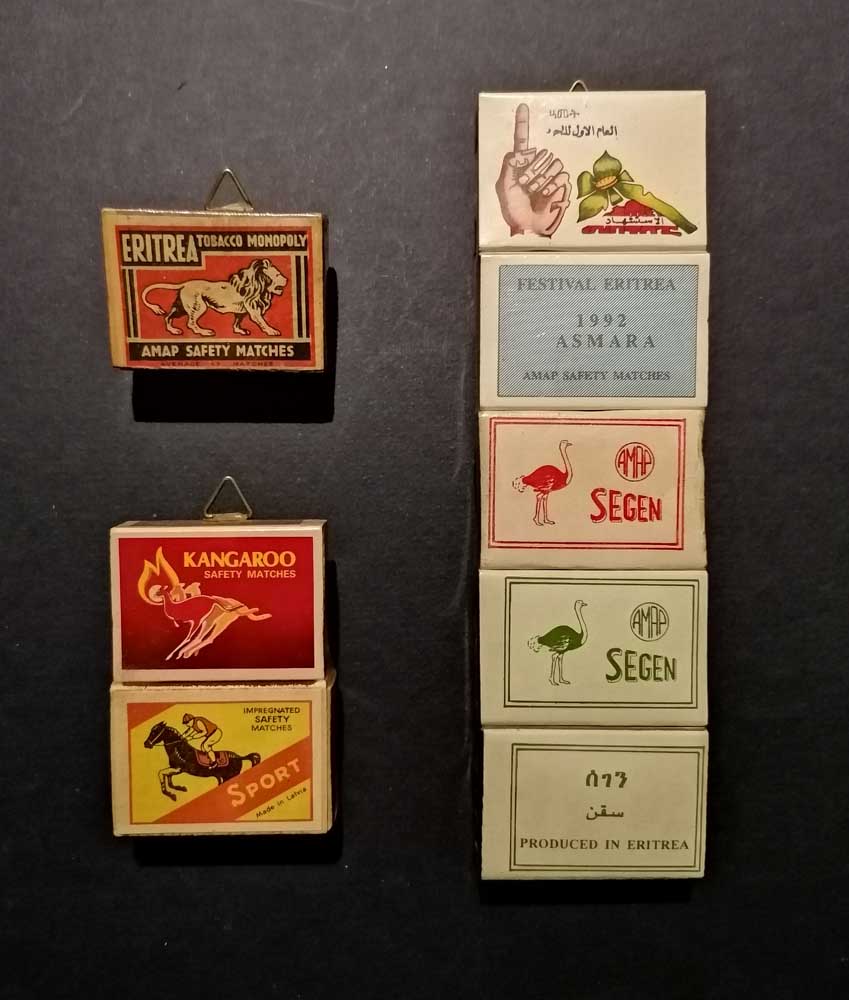 ERITREA TOBACCO MONOPOLY
AMAP SAFETY MATCHES
KANGAROO
SAFETY MATCHES
IMPREGNATED
SAFETY
MATCHES
SPORT
Made in Latvia
العام الاول
الاستشهاد
FESTIVAL ERITREA
1992
ASMARA
AMAP SAFETY MATCHES
AMAP
SEGEN
AMAP
SEGEN
ሰገን
سقن
PRODUCED IN ERITREA